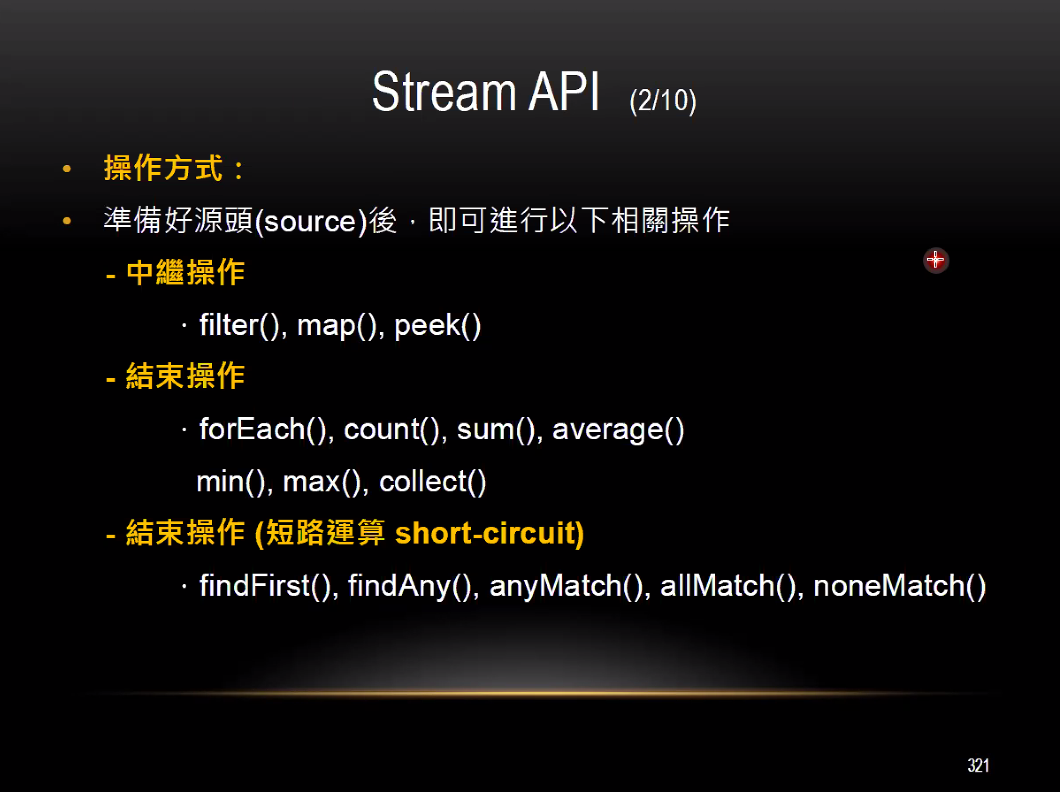 Stream API (2/10)
• 操作方式：
• 準備好源頭(source)後，即可進行以下相關操作
- 中繼操作
．filter(), map(), peek()
- 結束操作
．forEach(), count(), sum(), average()
min(), max(), collect()
- 結束操作 (短路運算 short-circuit)
．findFirst(), findAny(), anyMatch(), allMatch(), noneMatch()
321